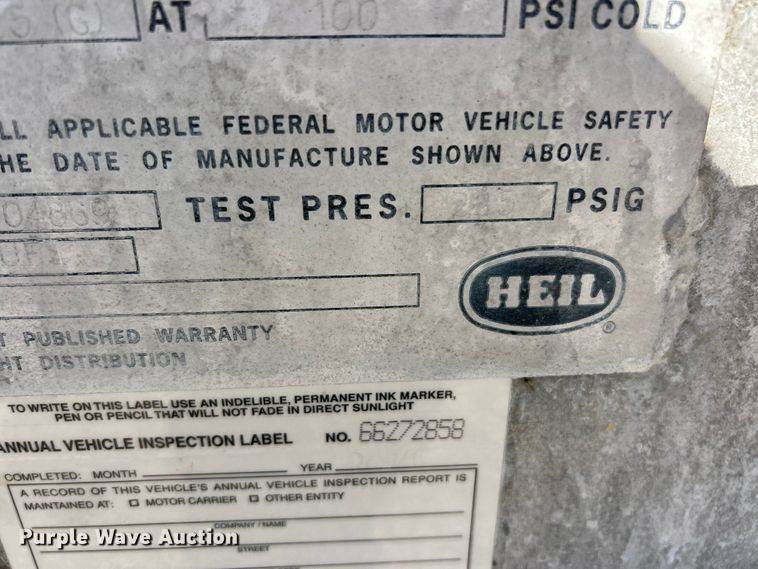 S (G) AT 100 PSI COLD
LL APPLICABLE FEDERAL MOTOR VEHICLE SAFETY
HE DATE OF MANUFACTURE SHOWN ABOVE.
04869 TEST PRES. PSIG
HEIL ®
T PUBLISHED WARRANTY
HT DISTRIBUTION
TO WRITE ON THIS LABEL USE AN INDELIBLE, PERMANENT INK MARKER,
PEN OR PENCIL THAT WILL NOT FADE IN DIRECT SUNLIGHT
ANNUAL VEHICLE INSPECTION LABEL NO. 66272858
COMPLETED: MONTH YEAR
A RECORD OF THIS VEHICLE'S ANNUAL VEHICLE INSPECTION REPORT IS
MAINTAINED AT: MOTOR CARRIER OTHER ENTITY
COMPANY / NAME
STREET
Purple Wave Auction